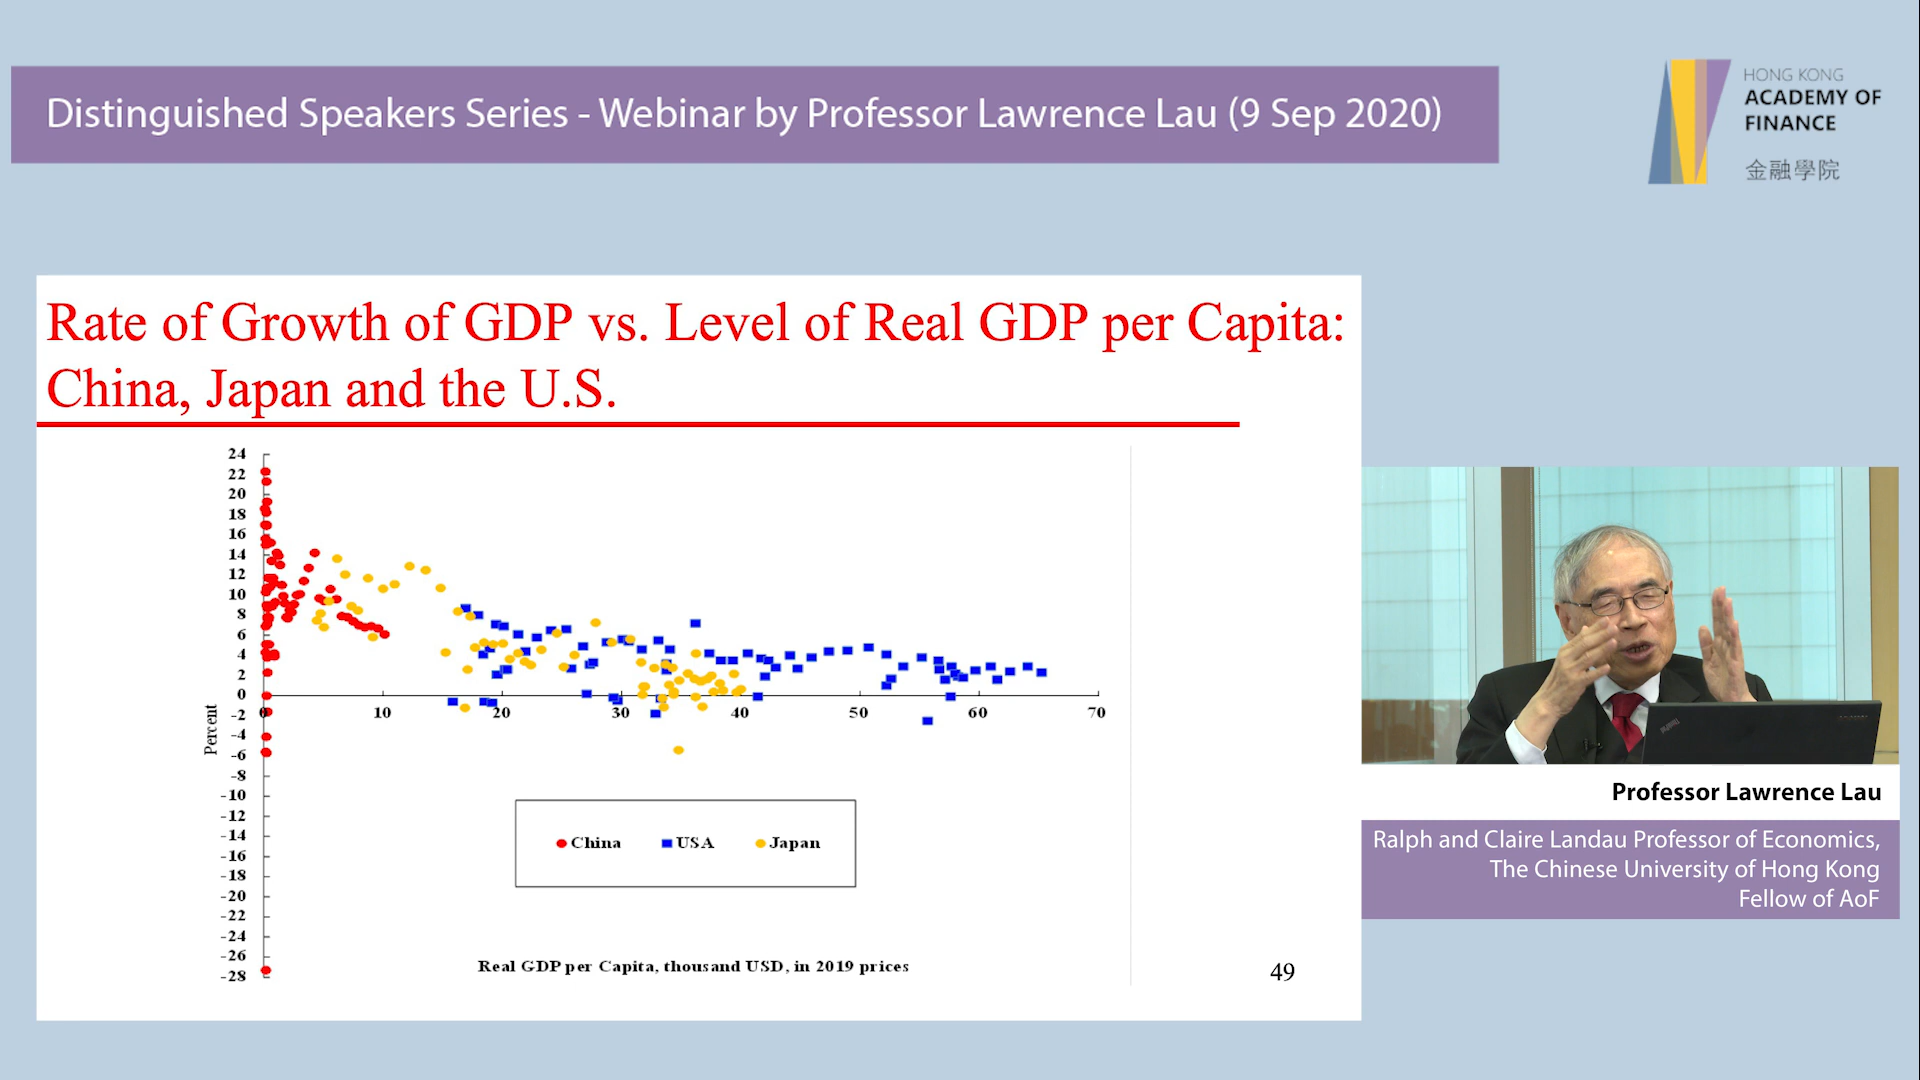 Distinguished Speakers Series - Webinar by Professor Lawrence Lau (9 Sep 2020)
HONG KONG
ACADEMY OF
FINANCE
金融學院
Rate of Growth of GDP vs. Level of Real GDP per Capita:
China, Japan and the U.S.
24
22
20
18
16
14
12
10
8
6
4
2
0
-2
-4
-6
-8
-10
-12
-14
-16
-18
-20
-22
-24
-26
-28
Percent
0 10 20 30 40 50 60 70
China USA Japan
Real GDP per Capita, thousand USD, in 2019 prices
49
Professor Lawrence Lau
Ralph and Claire Landau Professor of Economics,
The Chinese University of Hong Kong
Fellow of AoF